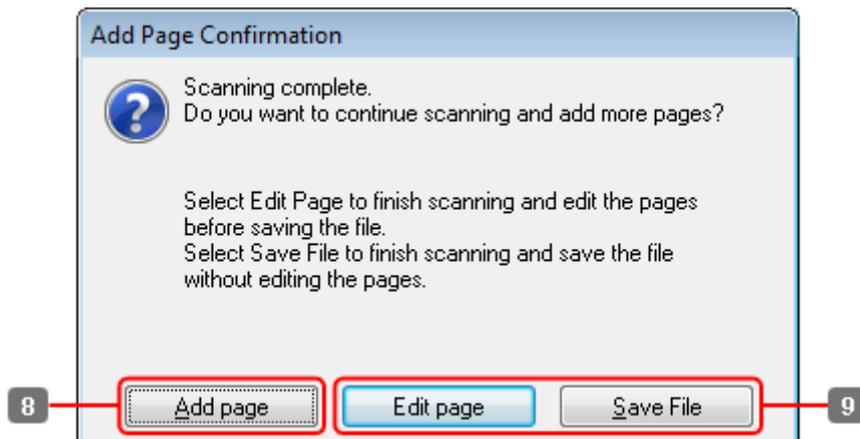 Add Page Confirmation
Scanning complete.
Do you want to continue scanning and add more pages?
Select Edit Page to finish scanning and edit the pages
before saving the file.
Select Save File to finish scanning and save the file
without editing the pages.
8 Add page Edit page Save File 9